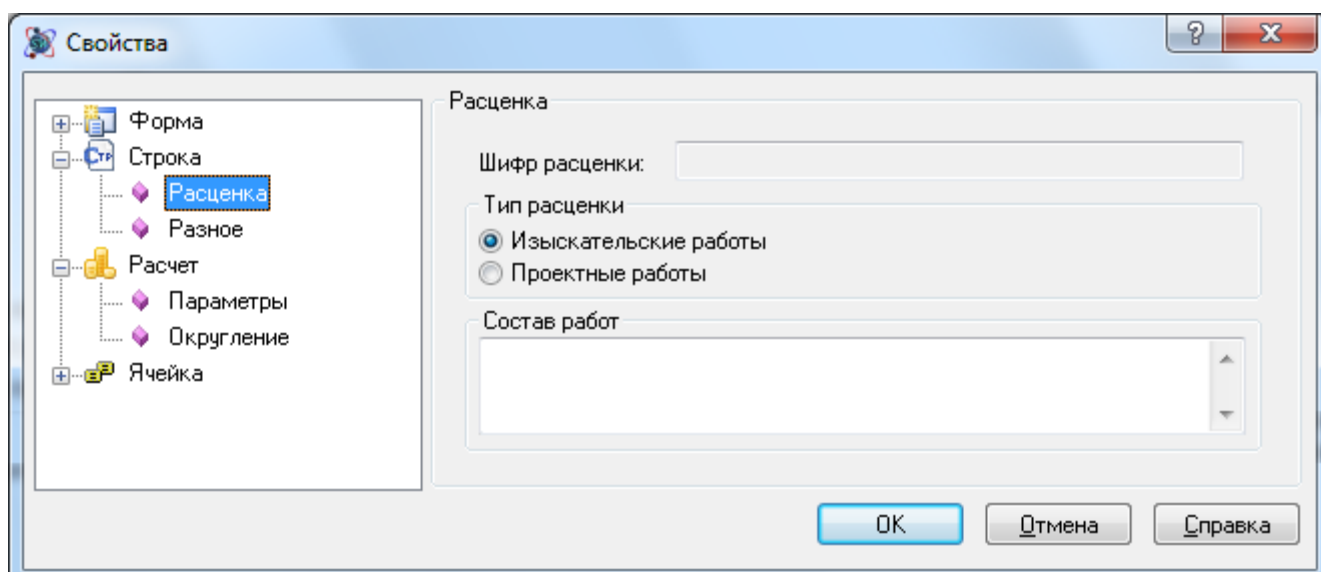 Свойства
Форма
Стр Строка
Расценка
Разное
Расчет
Параметры
Округление
Ячейка
Расценка
Шифр расценки:
Тип расценки
Изыскательские работы
Проектные работы
Состав работ
OK
Отмена
Справка